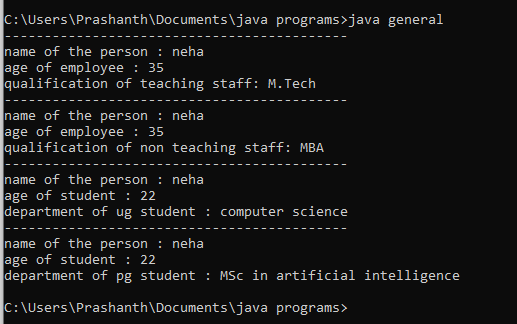 C:\Users\Prashanth\Documents\java programs>java general
-------------------------------------------
name of the person : neha
age of employee : 35
qualification of teaching staff: M.Tech
-------------------------------------------
name of the person : neha
age of employee : 35
qualification of non teaching staff: MBA
-------------------------------------------
name of the person : neha
age of student : 22
department of ug student : computer science
-------------------------------------------
name of the person : neha
age of student : 22
department of pg student : MSc in artificial intelligence
C:\Users\Prashanth\Documents\java programs>